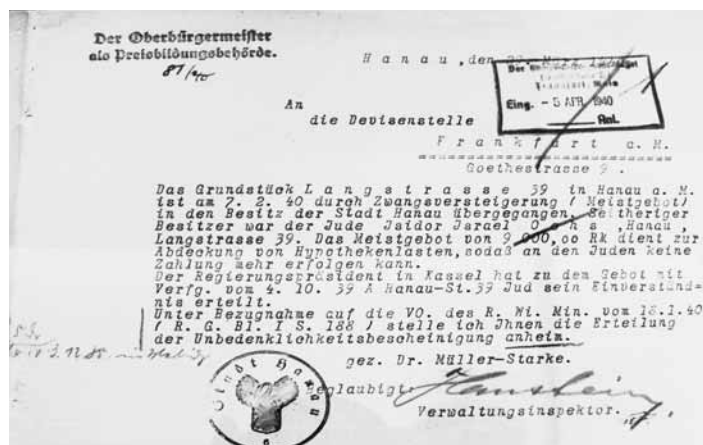 Der Oberbürgermeister
als Preisbildungsbehörde.
81/40
Hanau, den
Eing. - 5 APR. 1940
Anl.
An
die Devisenstelle
Frankfurt a. M.
Goethestrasse 9.
Das Grundstück Langstrasse 39 in Hanau a. M.
ist am 7. 2. 40 durch Zwangsversteigerung ( Meistgebot)
in den Besitz der Stadt Hanau übergegangen. Seitheriger
Besitzer war der Jude Isidor Israel Ochs ,Hanau ,
Langstrasse 39. Das Meistgebot von 9 000,oo RM dient zur
Abdeckung von Hypothekenlasten, sodaß an den Juden keine
Zahlung mehr erfolgen kann.
Der Regierungspräsident in Kassel hat zu dem Gebot mit
Verfg. vom 4. 10. 39 A Hanau-St.39 Jud sein Einverständ=
nis erteilt.
Unter Bezugnahme auf die VO. des R. Wi. Min. vom 18.1.40
( R. G. Bl. I S. 188 ) stelle ich Ihnen die Erteilung
der Unbedenklichkeitsbescheinigung anheim.
gez. Dr. Müller-Starke.
Stadt Hanau
Beglaubigt:
Verwaltungsinspektor.